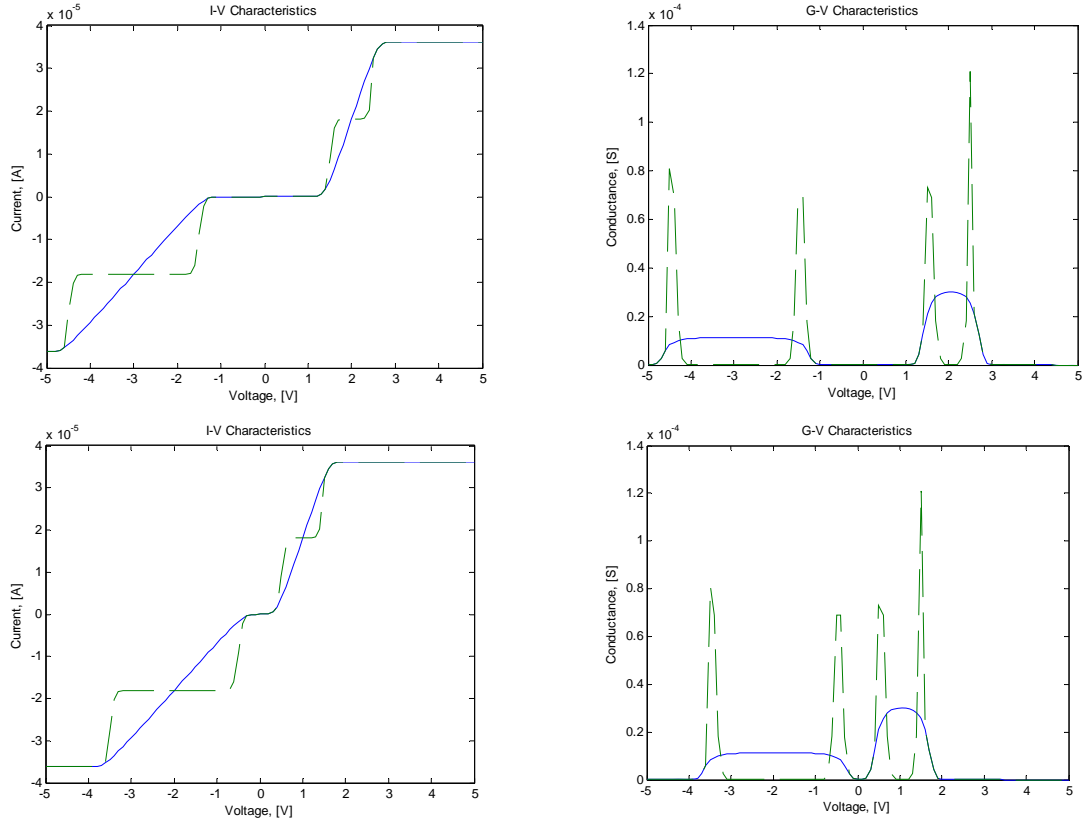 I-V Characteristics
x 10-5
4
3
2
1
0
-1
-2
-3
-4
-5 -4 -3 -2 -1 0 1 2 3 4 5
Current, [A]
Voltage, [V]
G-V Characteristics
x 10-4
1.4
1.2
1
0.8
0.6
0.4
0.2
0
-5 -4 -3 -2 -1 0 1 2 3 4 5
Conductance, [S]
Voltage, [V]
I-V Characteristics
x 10-5
4
3
2
1
0
-1
-2
-3
-4
-5 -4 -3 -2 -1 0 1 2 3 4 5
Current, [A]
Voltage, [V]
G-V Characteristics
x 10-4
1.4
1.2
1
0.8
0.6
0.4
0.2
0
-5 -4 -3 -2 -1 0 1 2 3 4 5
Conductance, [S]
Voltage, [V]